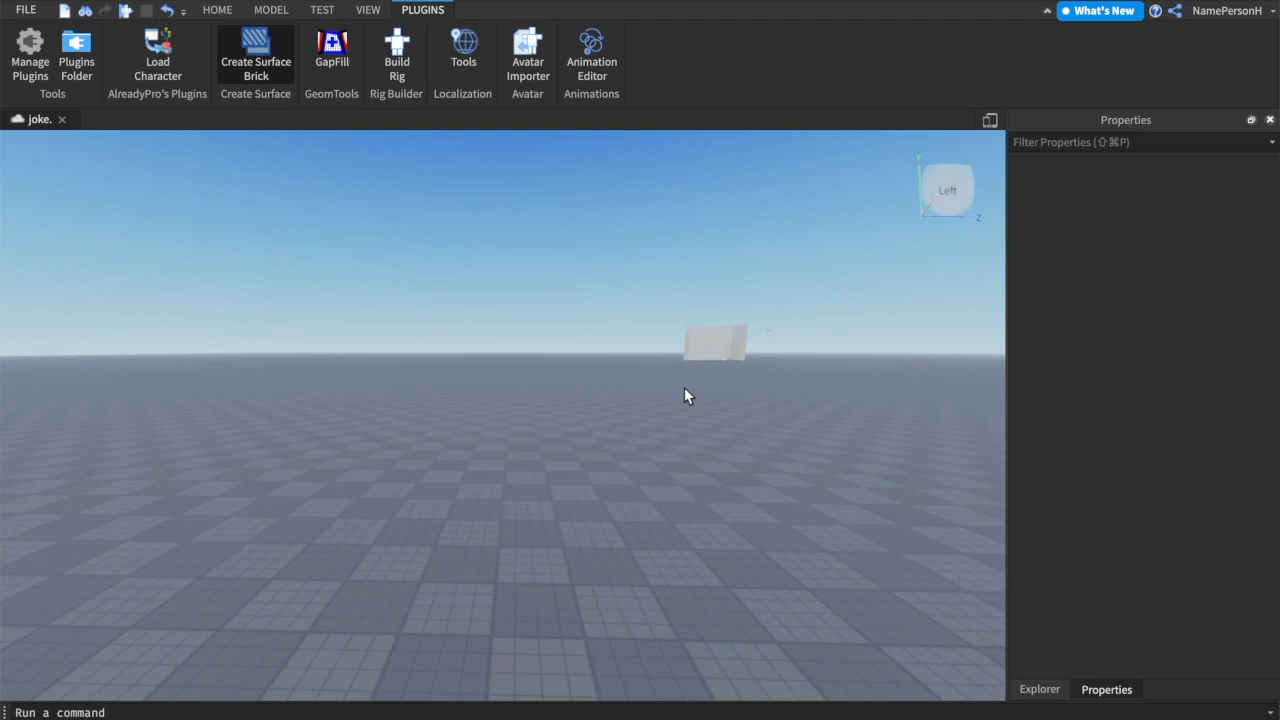 FILE HOME MODEL TEST VIEW PLUGINS What's New NamePersonH
Manage Plugins
Plugins Folder
Load Character
Create Surface Brick
GapFill
Build Rig
Tools
Avatar Importer
Animation Editor
Tools AlreadyPro's Plugins Create Surface GeomTools Rig Builder Localization Avatar Animations
joke.
Properties
Filter Properties (⇧⌘P)
Y
Left
Z
Explorer Properties
Run a command